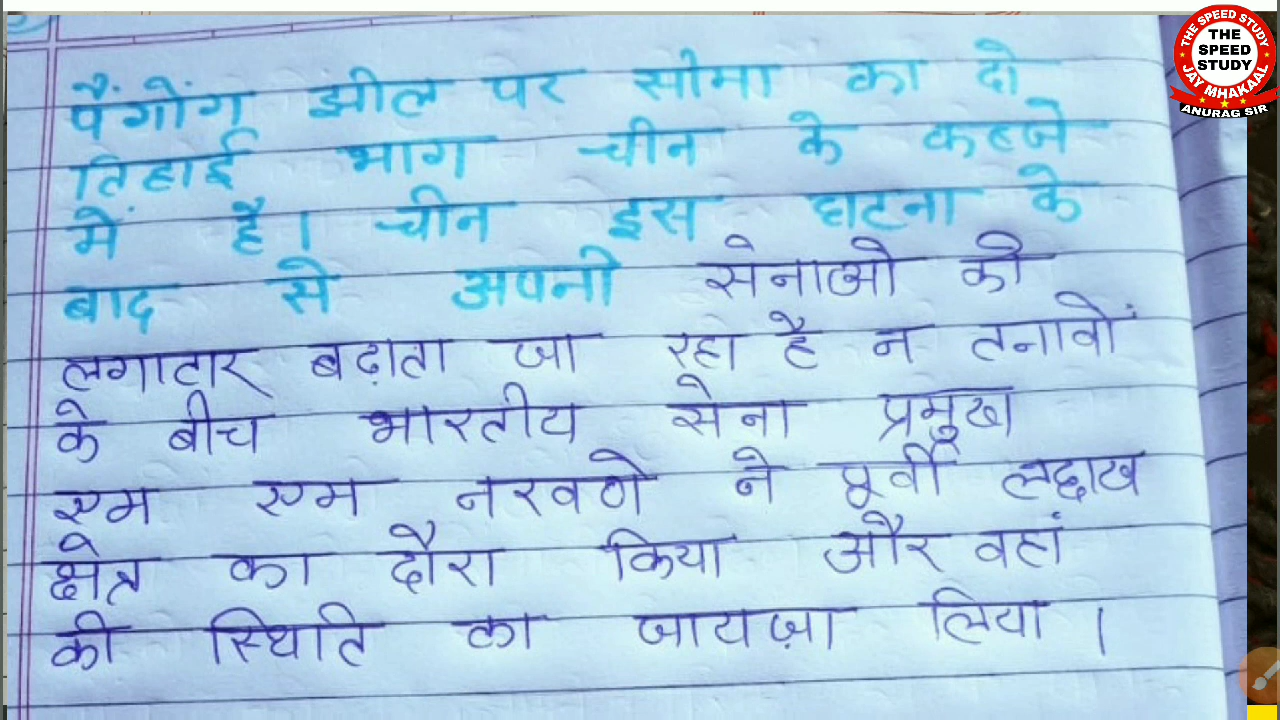 THE SPEED STUDY
THE
SPEED
STUDY
JAY MHAKAAL
ANURAG SIR
पैंगोंग झील पर सीमा का दो
तिहाई भाग चीन के कब्जे
में है। चीन इस घटना के
बाद से अपनी सेनाओ को
लगाटार बढ़ाता जा रहा है न तनावों
के बीच भारतीय सेना प्रमुख
एम एम नरवणे ने पूर्वी लद्दाख
क्षेत्र का दौरा किया और वहां
की स्थिति का जायज़ा लिया।